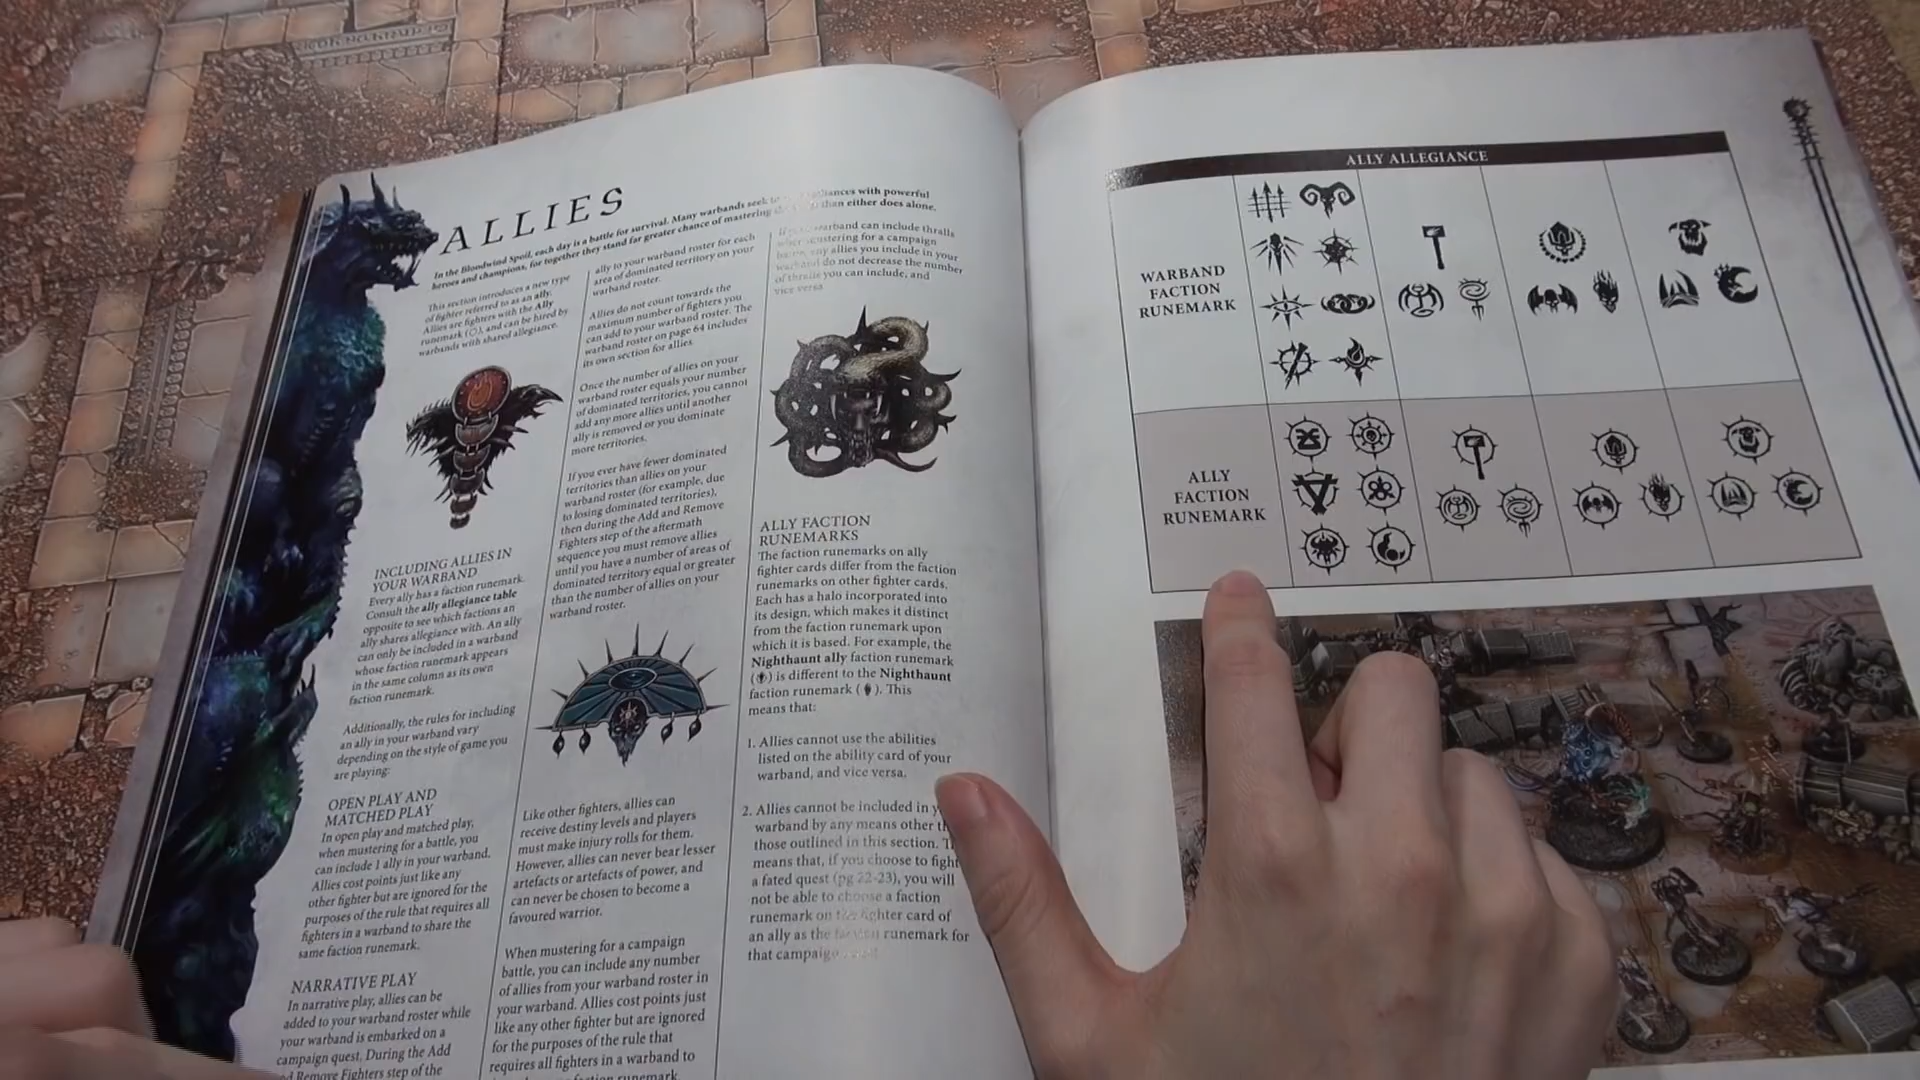 ALLIES
In the Bloodwind Spoil, each day is a battle for survival. Many warbands seek to alliances with powerful
heroes and champions, for together they stand far greater chance of mastering than either does alone.
This section introduces a new type
of fighter referred to as an ally.
Allies are fighters with the Ally
runemark (), and can be hired by
warbands with shared allegiance.
INCLUDING ALLIES IN
YOUR WARBAND
Every ally has a faction runemark.
Consult the ally allegiance table
opposite to see which factions an
ally shares allegiance with. An ally
can only be included in a warband
whose faction runemark appears
in the same column as its own
faction runemark.
Additionally, the rules for including
an ally in your warband vary
depending on the style of game you
are playing:
OPEN PLAY AND
MATCHED PLAY
In open play and matched play,
when mustering for a battle, you
can include 1 ally in your warband.
Allies cost points just like any
other fighter but are ignored for the
purposes of the rule that requires all
fighters in a warband to share the
same faction runemark.
NARRATIVE PLAY
In narrative play, allies can be
added to your warband roster while
your warband is embarked on a
campaign quest. During the Add
Remove Fighters step of the
ally to your warband roster for each
area of dominated territory on your
warband roster.
Allies do not count towards the
maximum number of fighters you
can add to your warband roster. The
warband roster on page 64 includes
its own section for allies.
Once the number of allies on your
warband roster equals your number
of dominated territories, you cannot
add any more allies until another
ally is removed or you dominate
more territories.
If you ever have fewer dominated
territories than allies on your
warband roster (for example, due
to losing dominated territories),
then during the Add and Remove
Fighters step of the aftermath
sequence you must remove allies
until you have a number of areas of
dominated territory equal or greater
than the number of allies on your
warband roster.
Like other fighters, allies can
receive destiny levels and players
must make injury rolls for them.
However, allies can never bear lesser
artefacts or artefacts of power, and
can never be chosen to become a
favoured warrior.
When mustering for a campaign
battle, you can include any number
of allies from your warband roster in
your warband. Allies cost points just
like any other fighter but are ignored
for the purposes of the rule that
requires all fighters in a warband to
runemark.
If warband can include thralls
when mustering for a campaign
any allies you include in your
warband do not decrease the number
of thralls you can include, and
vice versa.
ALLY FACTION
RUNEMARKS
The faction runemarks on ally
fighter cards differ from the faction
runemarks on other fighter cards.
Each has a halo incorporated into
its design, which makes it distinct
from the faction runemark upon
which it is based. For example, the
Nighthaunt ally faction runemark
() is different to the Nighthaunt
faction runemark (). This
means that:
1. Allies cannot use the abilities
listed on the ability card of your
warband, and vice versa.
2. Allies cannot be included in
warband by any means other
those outlined in this section.
means that, if you choose to fight
a fated quest (pg 22-23), you will
not be able to choose a faction
runemark on the fighter card of
an ally as the runemark for
that campaign
ALLY ALLEGIANCE
WARBAND
FACTION
RUNEMARK
ALLY
FACTION
RUNEMARK